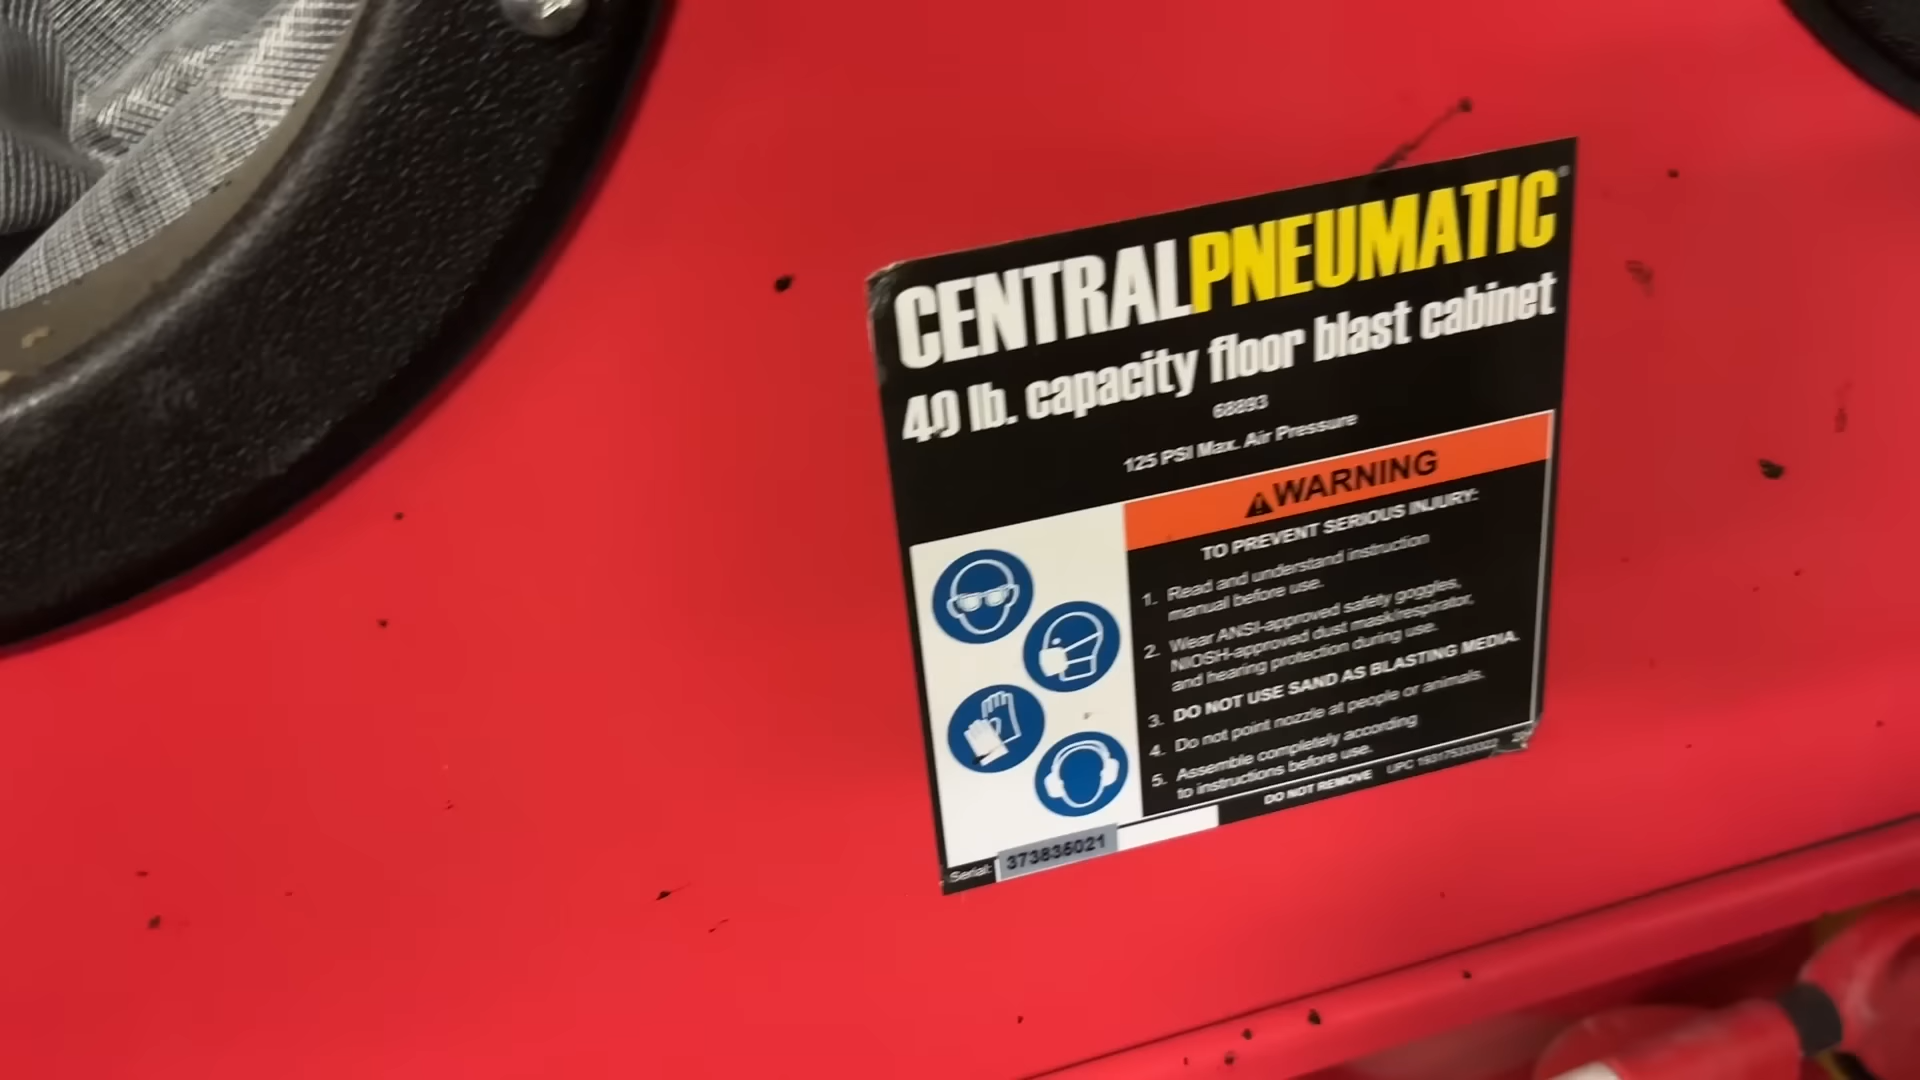 CENTRALPNEUMATIC®
40 lb. capacity floor blast cabinet
68893
125 PSI Max. Air Pressure
WARNING
TO PREVENT SERIOUS INJURY:
1. Read and understand instruction
manual before use.
2. Wear ANSI-approved safety goggles,
NIOSH-approved dust mask/respirator,
and hearing protection during use.
3. DO NOT USE SAND AS BLASTING MEDIA.
4. Do not point nozzle at people or animals.
5. Assemble completely according
to instructions before use.
DO NOT REMOVE UPC
Serial: 373835021